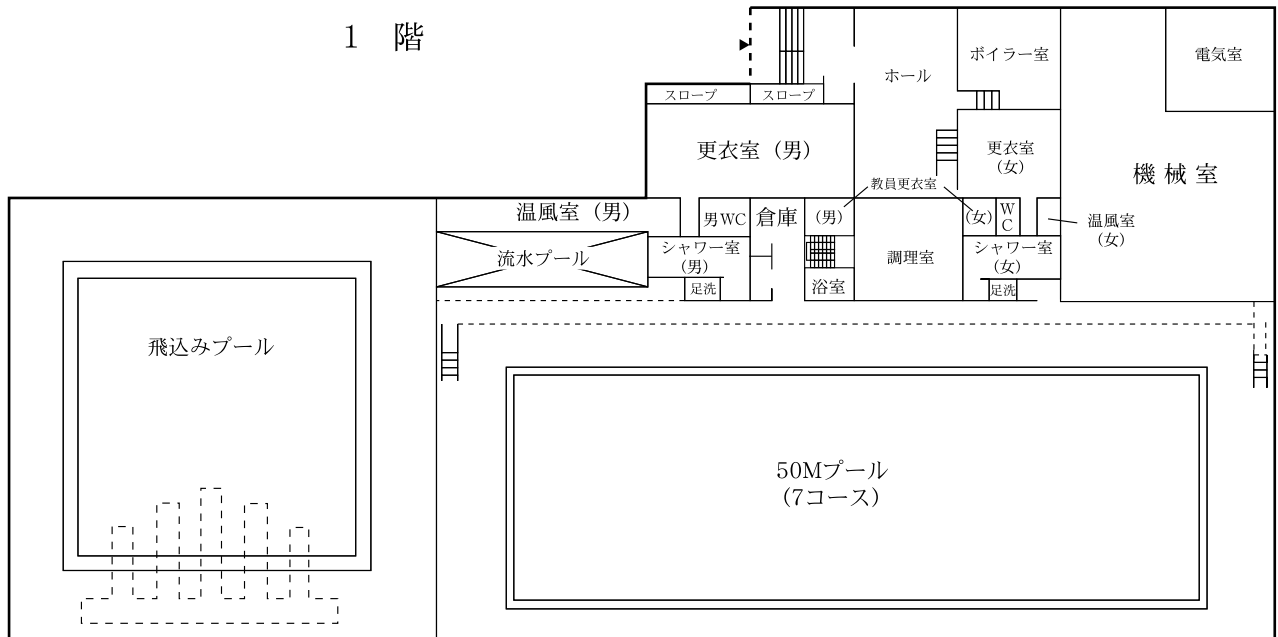 1 階
ボイラー室
電気室
ホール
スロープ
スロープ
更衣室（男）
更衣室
（女）
機械室
教員更衣室
温風室（男）
男WC
倉庫
（男）
（女）
WC
温風室
（女）
シャワー室
（男）
シャワー室
（女）
流水プール
調理室
足洗
浴室
足洗
飛込みプール
50Mプール
（7コース）